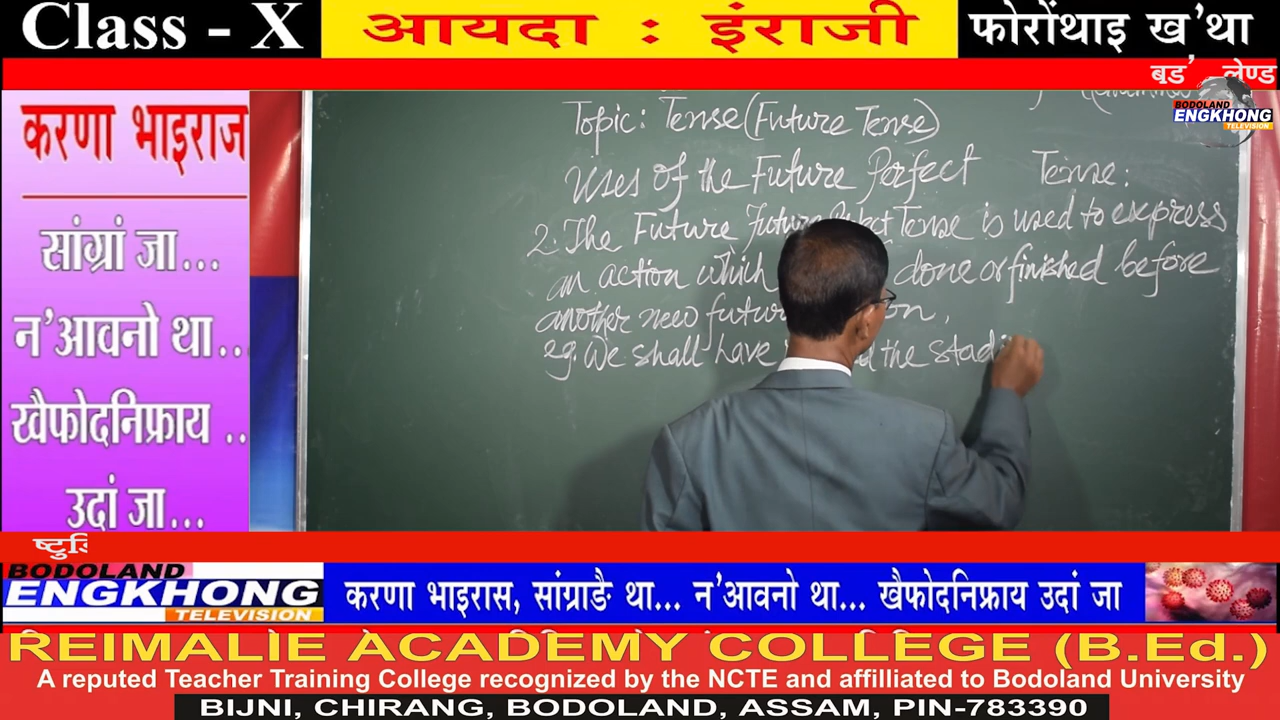 Class - X
आयदा : इंराजी
फोरोंथाइ ख'था
बड' लेण्ड
BODOLAND
ENGKHONG
TELEVISION
करणा भाइराज
सांग्रां जा...
न'आवनो था...
खैफोदनिफ्राय ..
उदां जा...
Topic: Tense (Future Tense)
Uses of the Future Perfect Tense:
2. The Future Future Perfect Tense is used to express
an action which done or finished before
another new future
eg. We shall have the stadi
BODOLAND
ENGKHONG
TELEVISION
करणा भाइरास, सांग्राङै था... न'आवनो था... खैफोदनिफ्राय उदां जा
REIMALIE ACADEMY COLLEGE (B.Ed.)
A reputed Teacher Training College recognized by the NCTE and affilliated to Bodoland University
BIJNI, CHIRANG, BODOLAND, ASSAM, PIN-783390